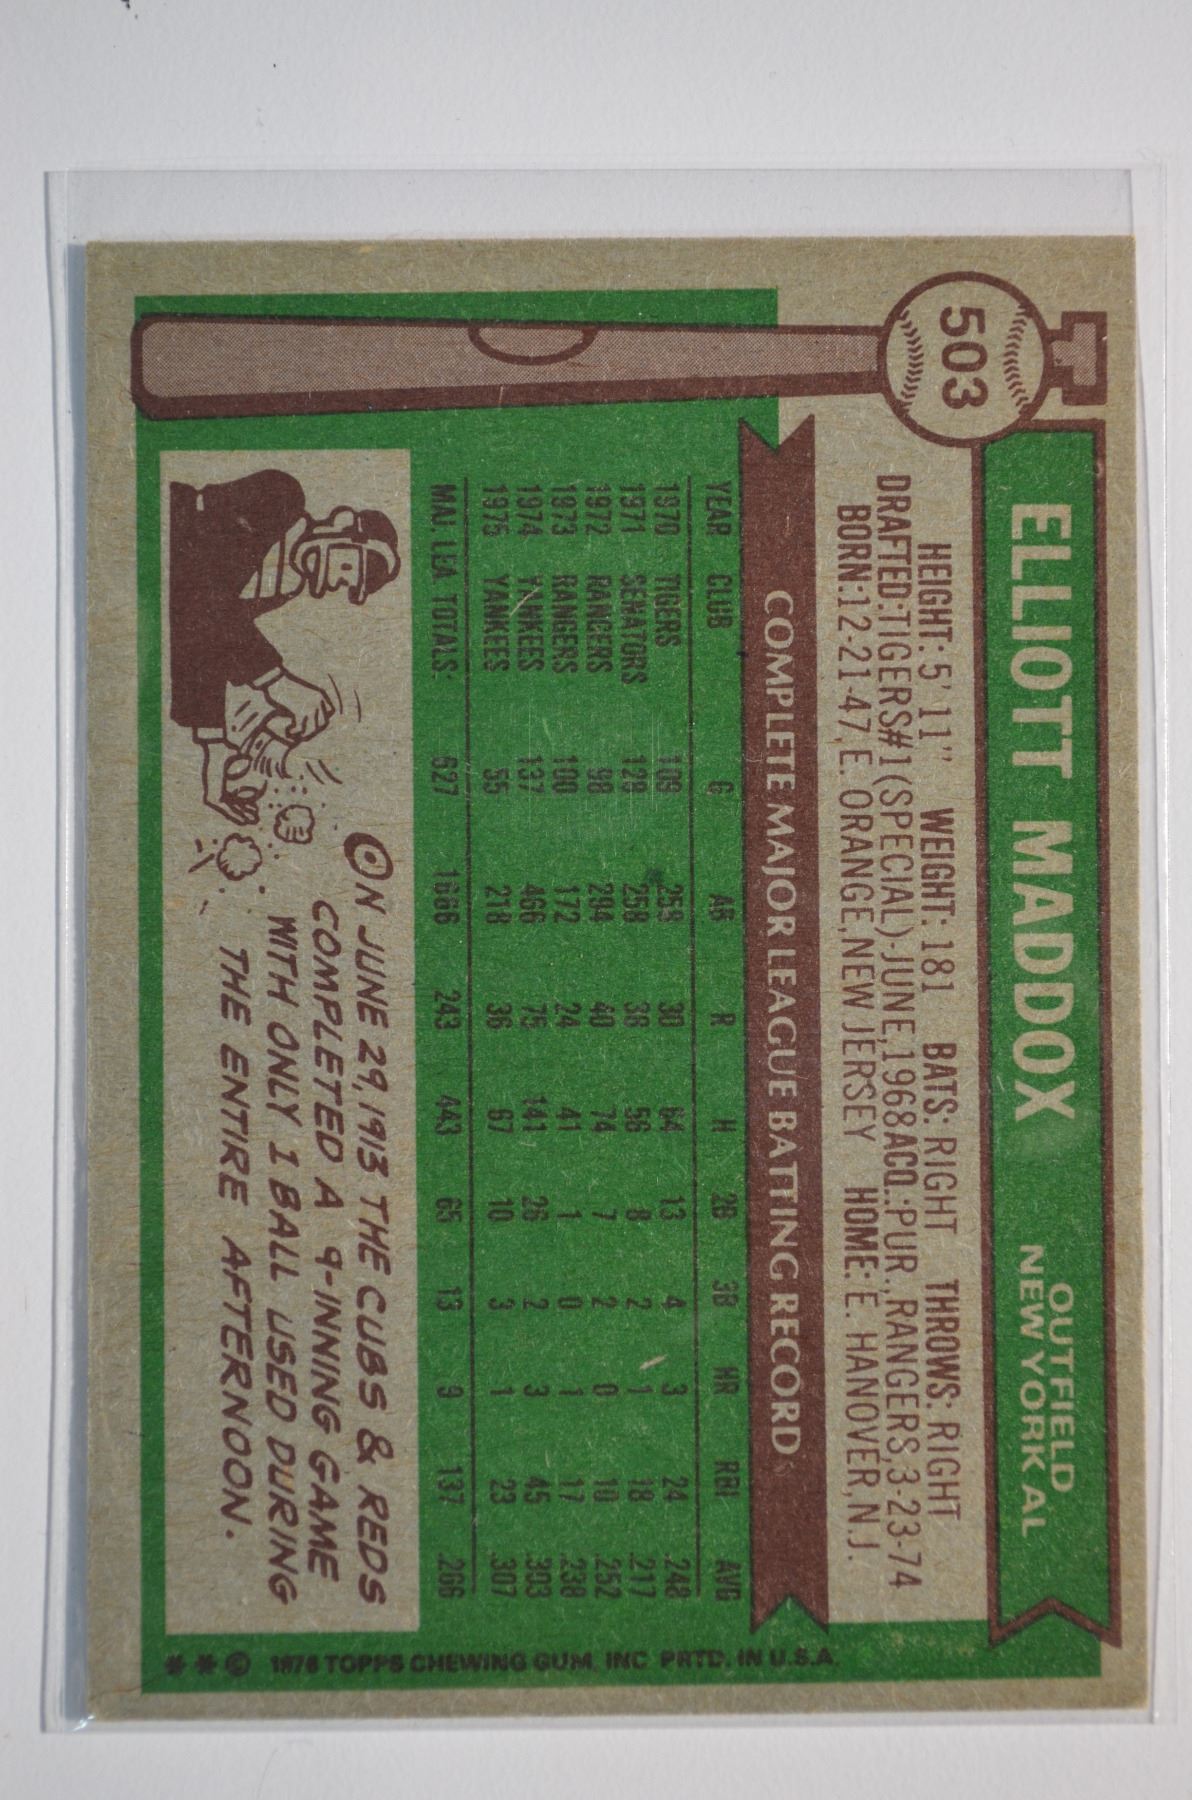 503
ELLIOTT MADDOX
OUTFIELD
NEW YORK AL
HEIGHT: 5' 11" WEIGHT: 181 BATS: RIGHT THROWS: RIGHT
DRAFTED:TIGERS#1(SPECIAL)-JUNE,1968 ACQ.:PUR.,RANGERS,3-23-74
BORN:12-21-47,E. ORANGE,NEW JERSEY HOME: E. HANOVER,N.J.
COMPLETE MAJOR LEAGUE BATTING RECORD
YEAR CLUB G AB R H 2B 3B HR RBI AVG
1970 TIGERS 109 258 30 64 13 4 3 24 .248
1971 SENATORS 128 258 38 56 8 2 1 18 .217
1972 RANGERS 98 294 40 74 7 2 0 10 .252
1973 RANGERS 100 172 24 41 1 0 1 17 .238
1974 YANKEES 137 466 75 141 26 2 3 45 .303
1975 YANKEES 55 218 36 67 10 3 1 23 .307
MAJ. LEA. TOTALS: 627 1666 243 443 65 13 9 137 .266
ON JUNE 29, 1913 THE CUBS & REDS
COMPLETED A 9-INNING GAME
WITH ONLY 1 BALL USED DURING
THE ENTIRE AFTERNOON.
* * © 1976 TOPPS CHEWING GUM, INC. PRTD. IN U.S.A.